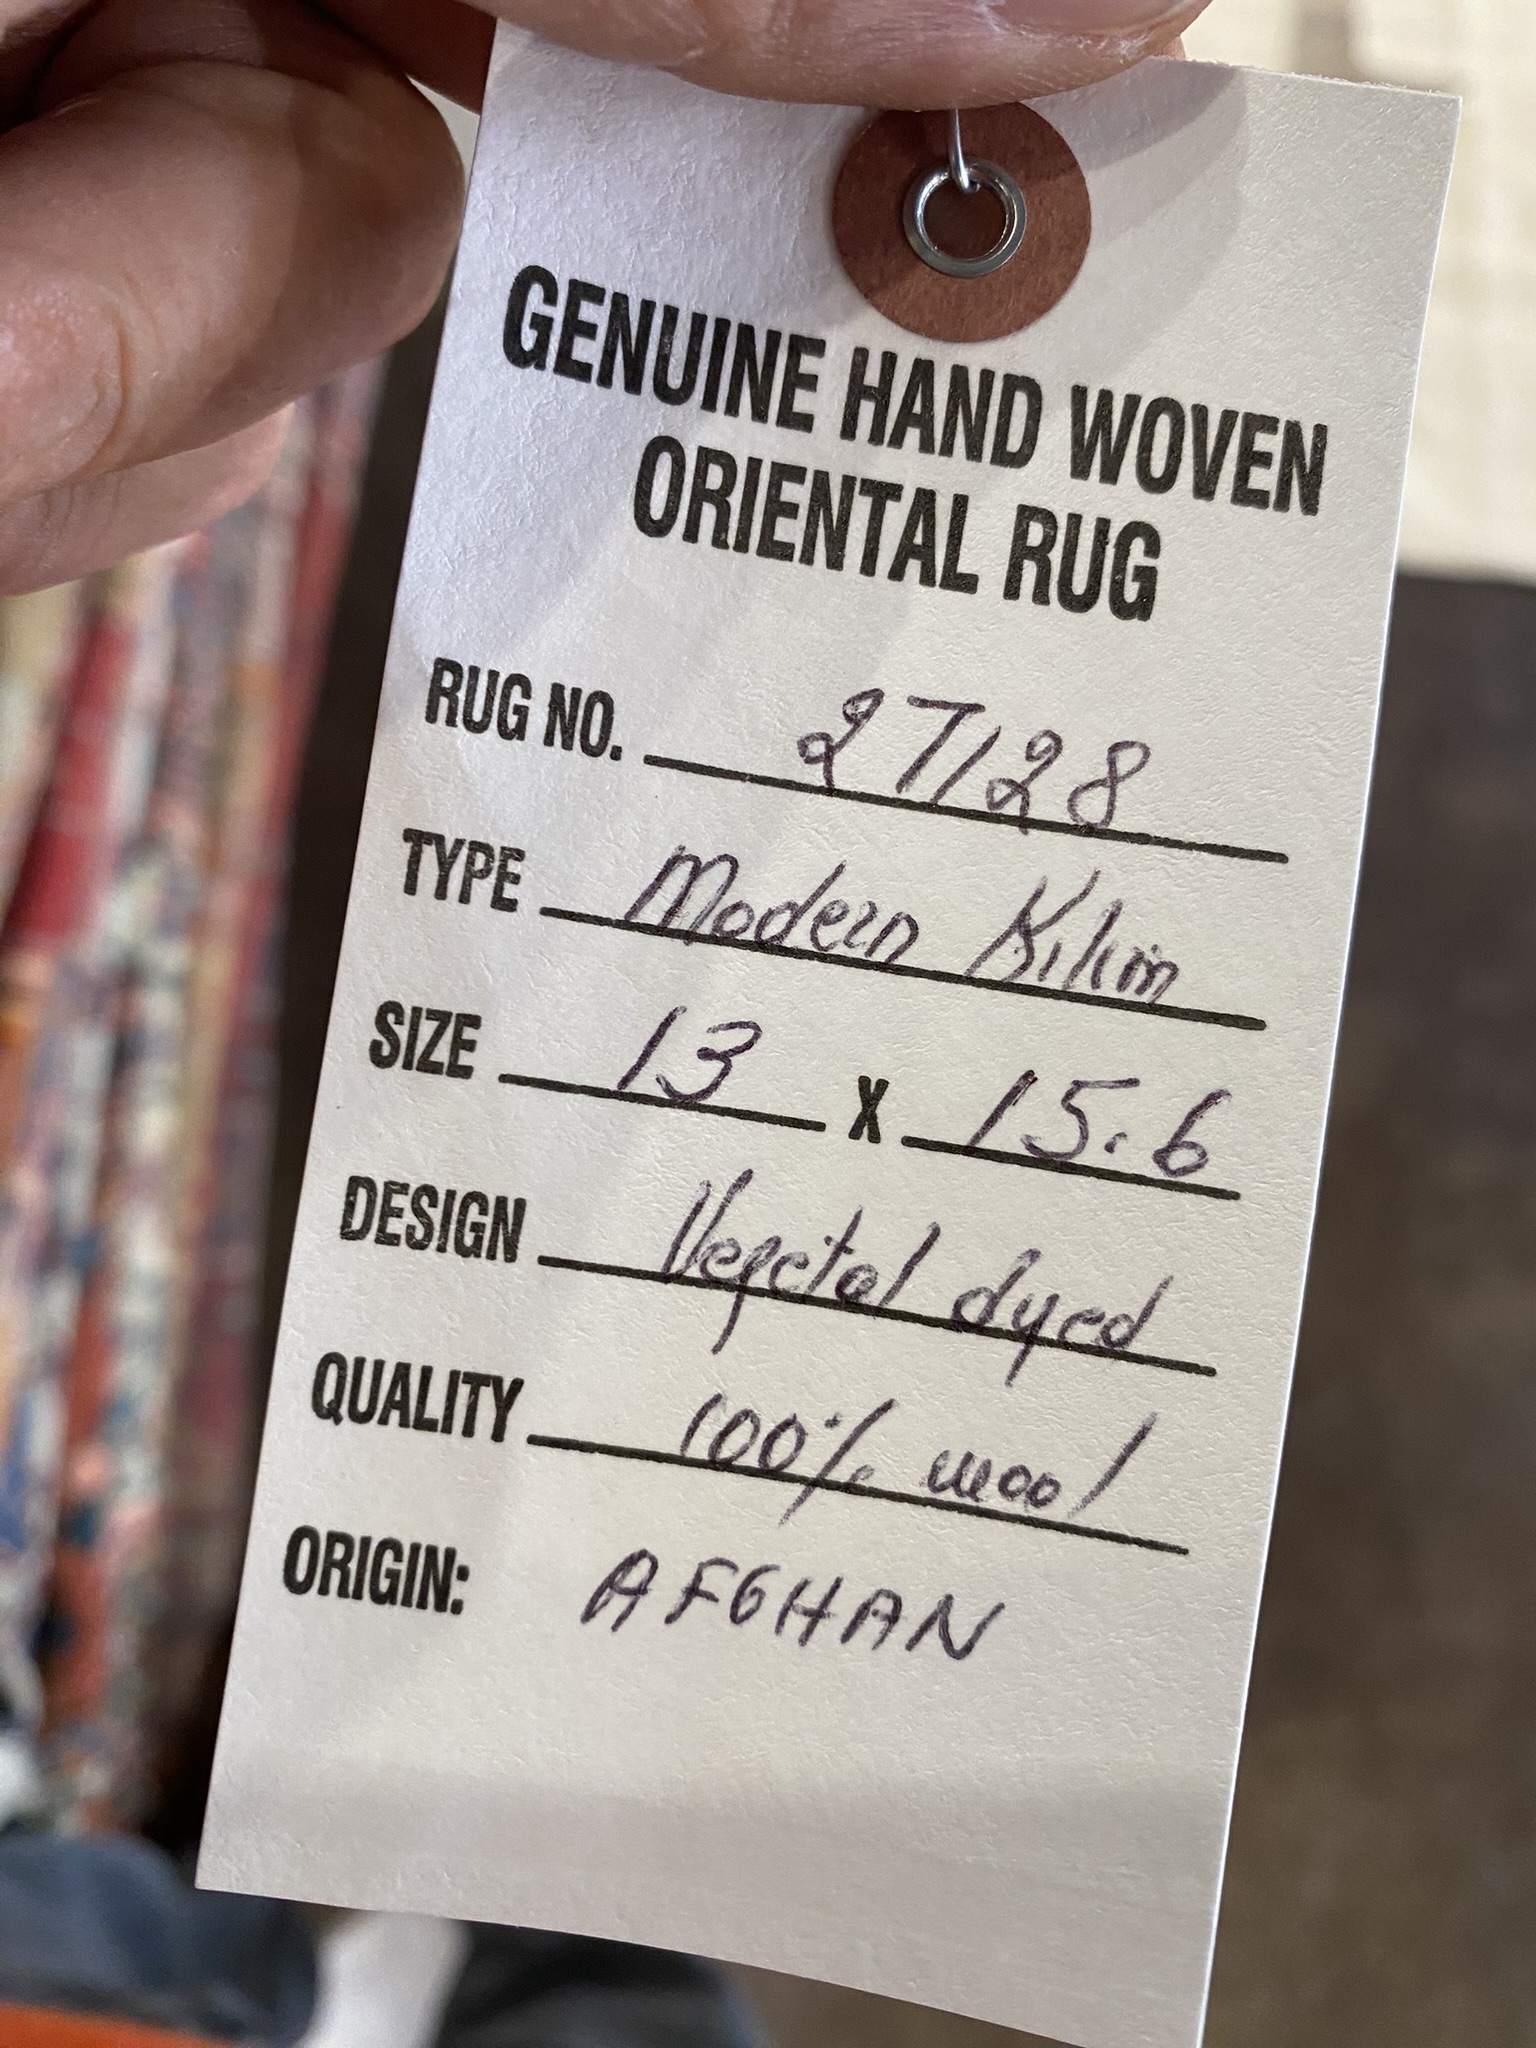 GENUINE HAND WOVEN
ORIENTAL RUG
RUG NO. 27128
TYPE Modern Kilim
SIZE 13 X 15.6
DESIGN Vegetal dyed
QUALITY 100% wool
ORIGIN: AFGHAN